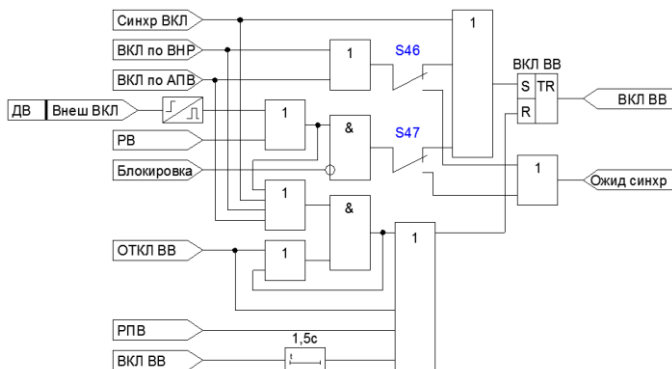 Синхр ВКЛ
1
ВКЛ по ВНР
1
S46
ВКЛ ВВ
ВКЛ по АПВ
S TR
R
ВКЛ ВВ
ДВ Внеш ВКЛ
1
&
S47
РВ
Блокировка
1
Ожид синхр
1
&
ОТКЛ ВВ
1
1
РПВ
1,5с
ВКЛ ВВ
t